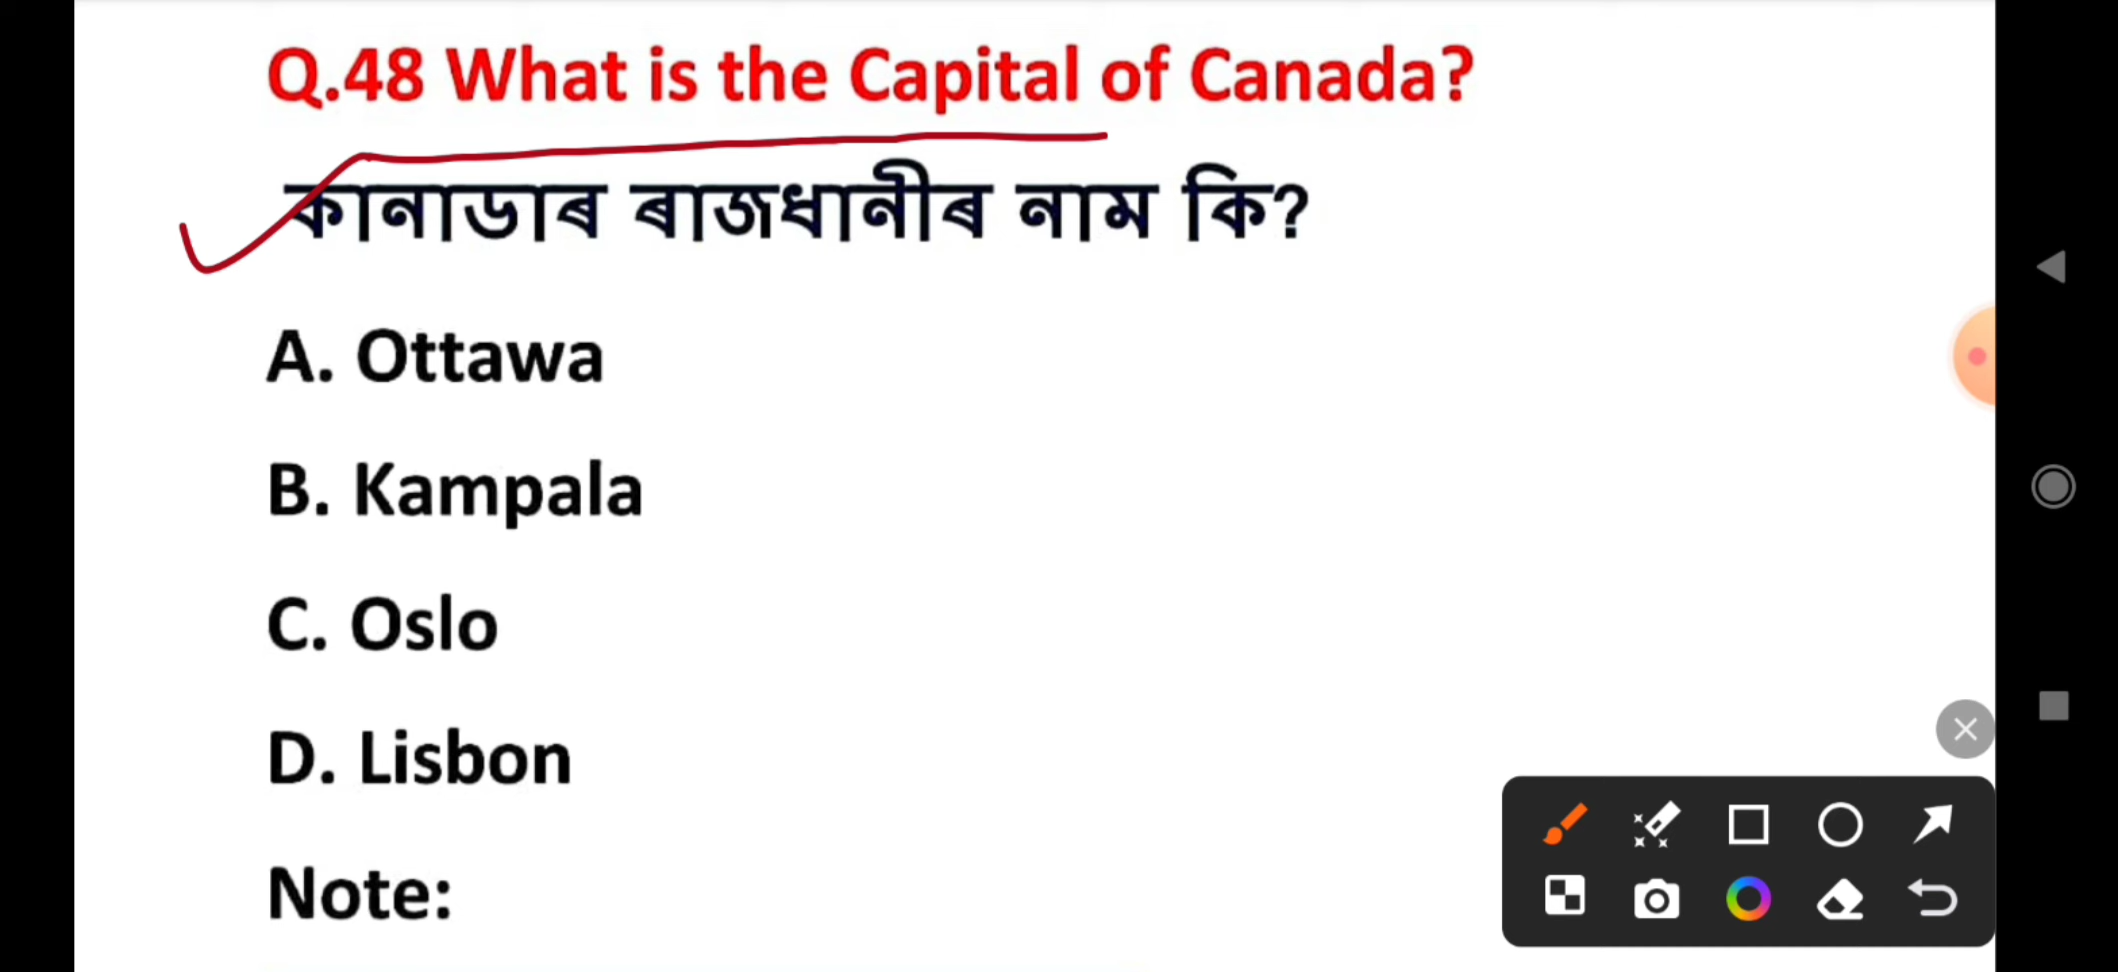 Q.48 What is the Capital of Canada?
কানাডাৰ ৰাজধানীৰ নাম কি?
A. Ottawa
B. Kampala
C. Oslo
D. Lisbon
Note: